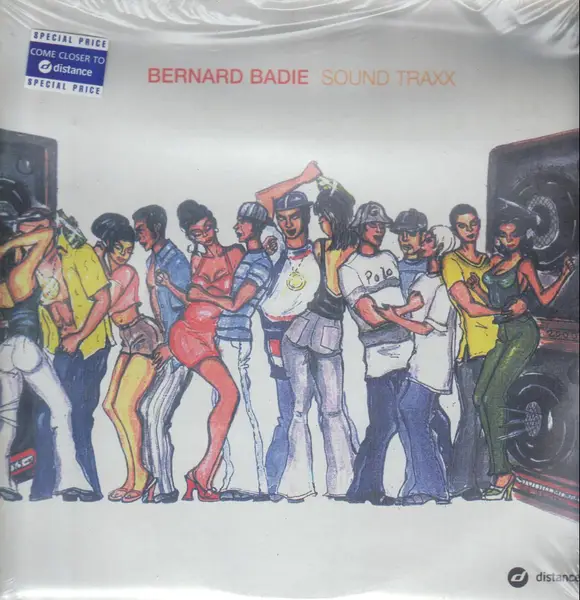 SPECIAL PRICE
COME CLOSER TO
distance
SPECIAL PRICE
BERNARD BADIE SOUND TRAXX
Polo
distance